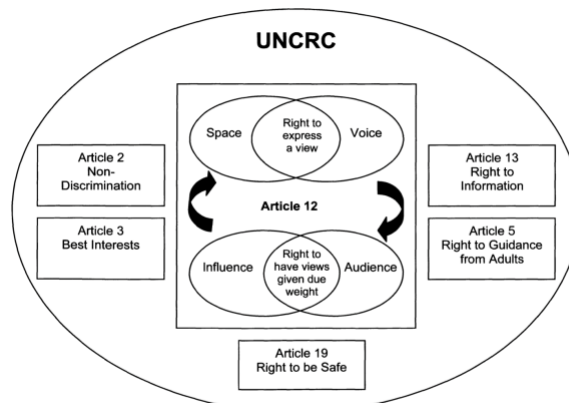 UNCRC
Space
Right to
express
a view
Voice
Article 2
Non-
Discrimination
Article 13
Right to
Information
Article 12
Article 3
Best Interests
Article 5
Right to Guidance
from Adults
Influence
Right to
have views
given due
weight
Audience
Article 19
Right to be Safe